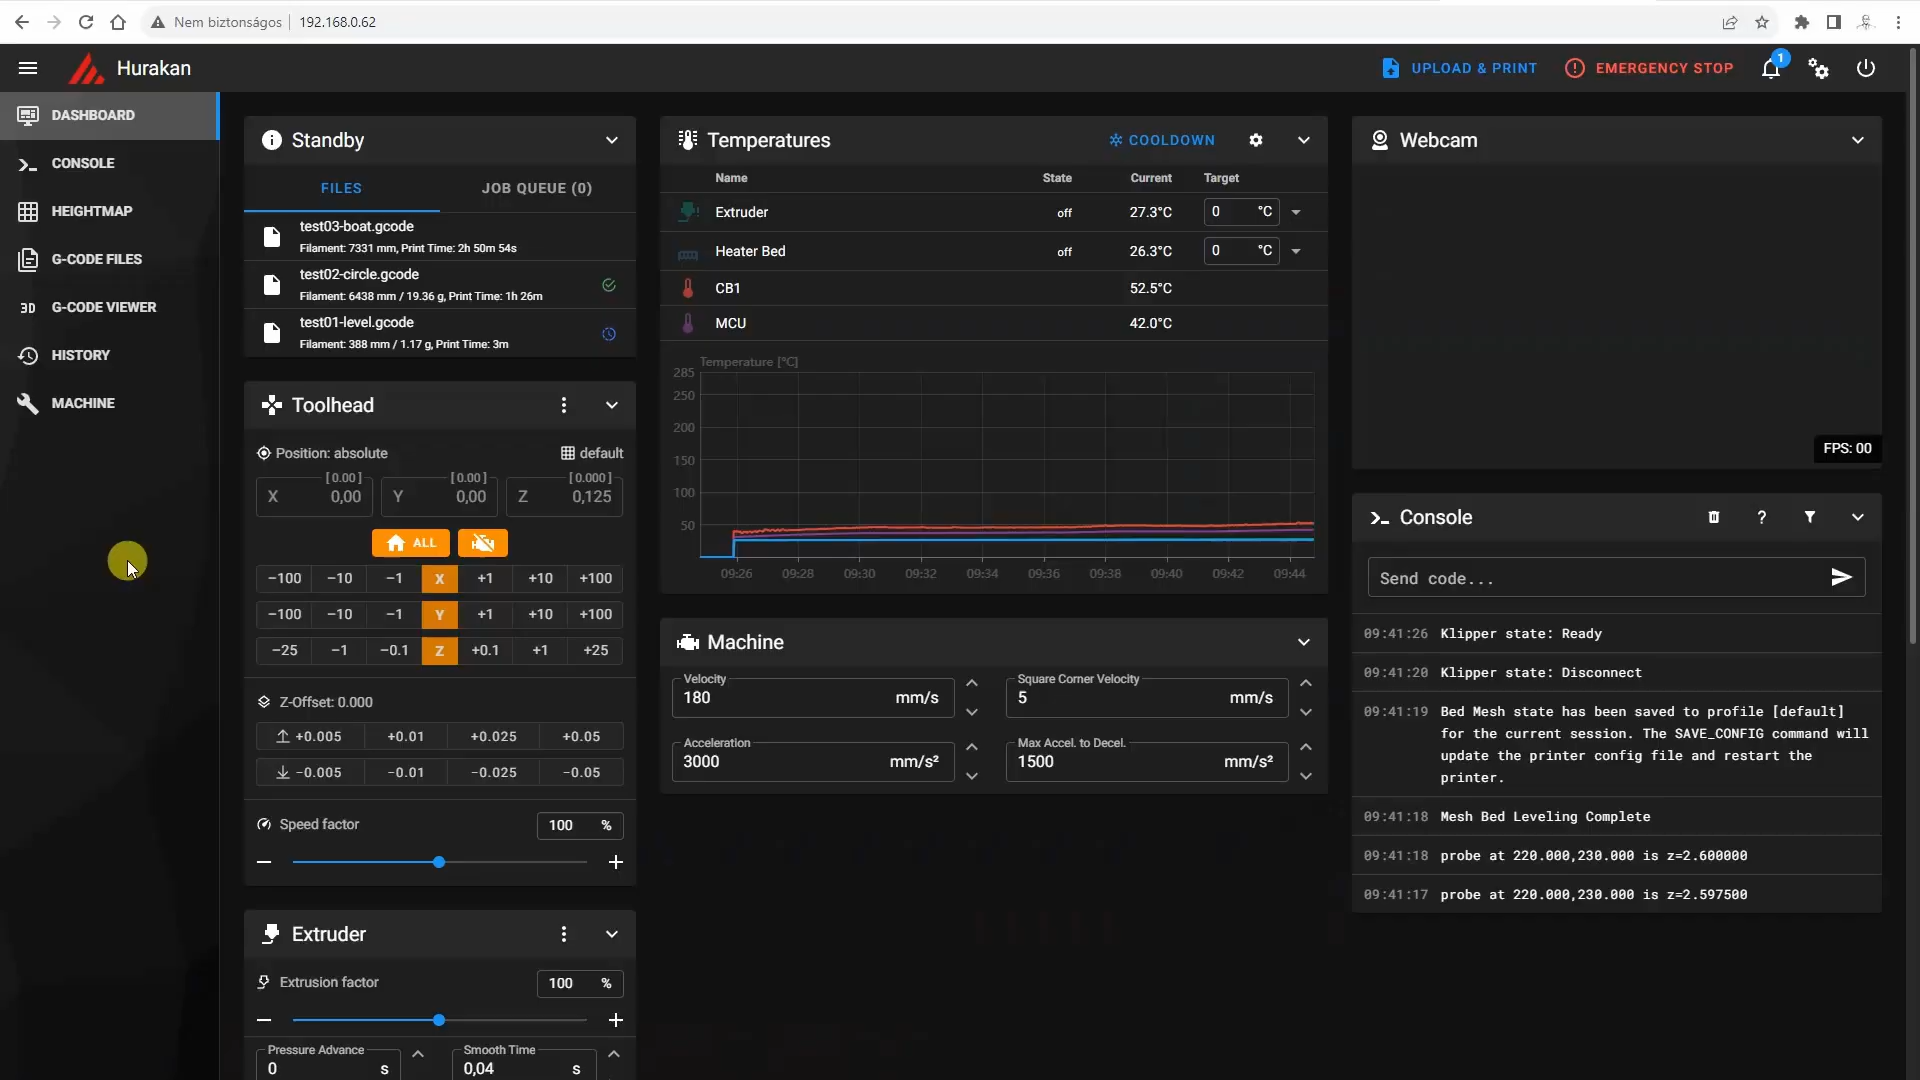 Nem biztonságos 192.168.0.62
Hurakan
UPLOAD & PRINT
EMERGENCY STOP
1
DASHBOARD
CONSOLE
HEIGHTMAP
G-CODE FILES
3D G-CODE VIEWER
HISTORY
MACHINE
Standby
FILES JOB QUEUE (0)
test03-boat.gcode
Filament: 7331 mm, Print Time: 2h 50m 54s
test02-circle.gcode
Filament: 6438 mm / 19.36 g, Print Time: 1h 26m
test01-level.gcode
Filament: 388 mm / 1.17 g, Print Time: 3m
Toolhead
Position: absolute default
[ 0.00 ] [ 0.00 ] [ 0.000 ]
X 0,00 Y 0,00 Z 0,125
ALL
−100 −10 −1 X +1 +10 +100
−100 −10 −1 Y +1 +10 +100
−25 −1 −0.1 Z +0.1 +1 +25
Z-Offset: 0.000
+0.005 +0.01 +0.025 +0.05
−0.005 −0.01 −0.025 −0.05
Speed factor 100 %
Extruder
Extrusion factor 100 %
Pressure Advance Smooth Time
0 s 0,04 s
Temperatures COOLDOWN
Name State Current Target
Extruder off 27.3°C 0 °C
Heater Bed off 26.3°C 0 °C
CB1 52.5°C
MCU 42.0°C
Temperature [°C]
285
250
200
150
100
50
09:26 09:28 09:30 09:32 09:34 09:36 09:38 09:40 09:42 09:44
Machine
Velocity Square Corner Velocity
180 mm/s 5 mm/s
Acceleration Max Accel. to Decel.
3000 mm/s² 1500 mm/s²
Webcam
FPS: 00
Console
Send code...
09:41:26 Klipper state: Ready
09:41:20 Klipper state: Disconnect
09:41:19 Bed Mesh state has been saved to profile [default]
for the current session. The SAVE_CONFIG command will
update the printer config file and restart the
printer.
09:41:18 Mesh Bed Leveling Complete
09:41:18 probe at 220.000,230.000 is z=2.600000
09:41:17 probe at 220.000,230.000 is z=2.597500